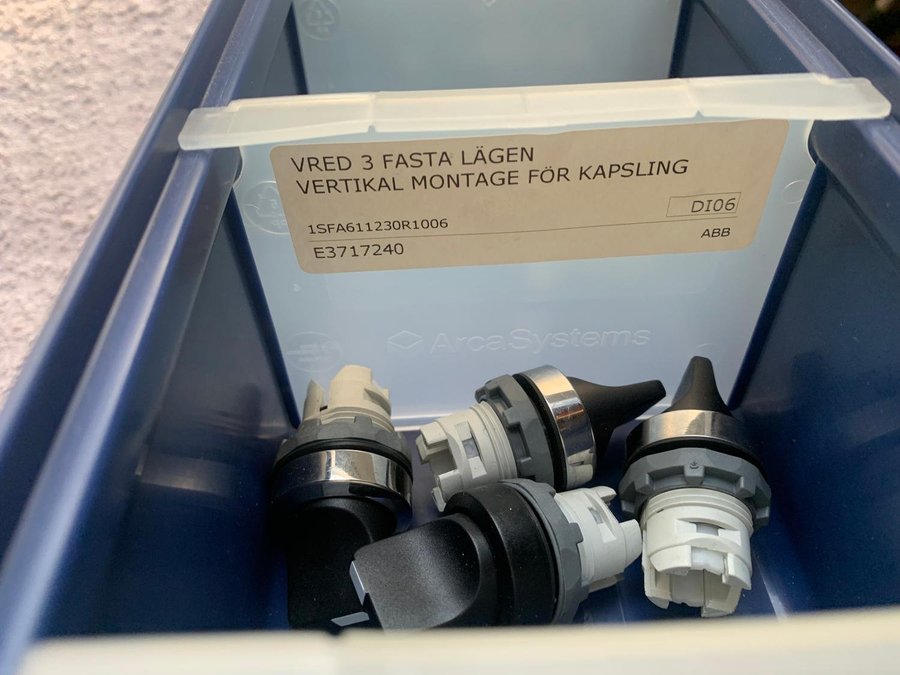 VRED 3 FASTA LÄGEN
VERTIKAL MONTAGE FÖR KAPSLING
1SFA611230R1006
DI06
E3717240
ABB
ArcaSystems